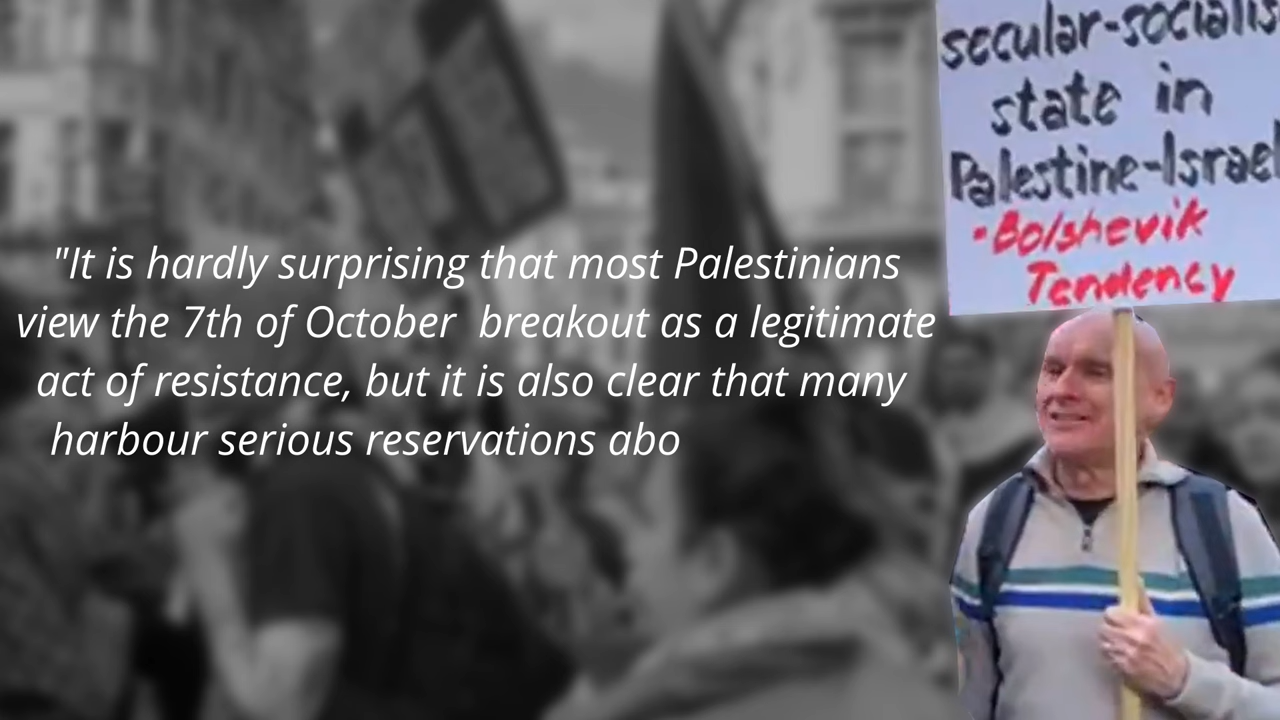 secular-socialis
state in
Palestine-Israel
-Bolshevik
Tendency
"It is hardly surprising that most Palestinians
view the 7th of October  breakout as a legitimate
act of resistance, but it is also clear that many
harbour serious reservations abo